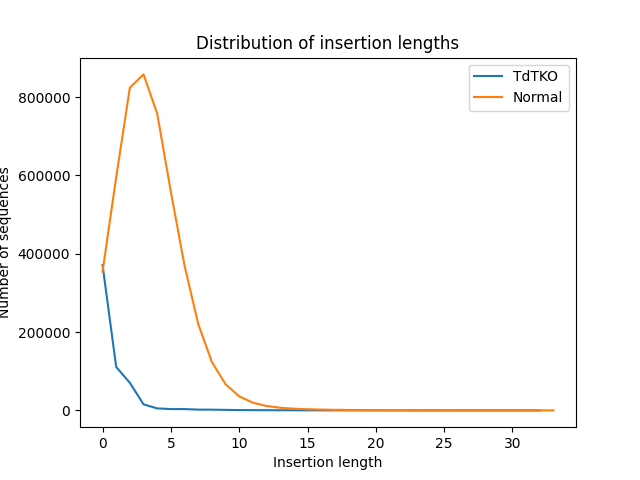 Distribution of insertion lengths
TdTKO
Normal
Number of sequences
800000
600000
400000
200000
0
0 5 10 15 20 25 30
Insertion length